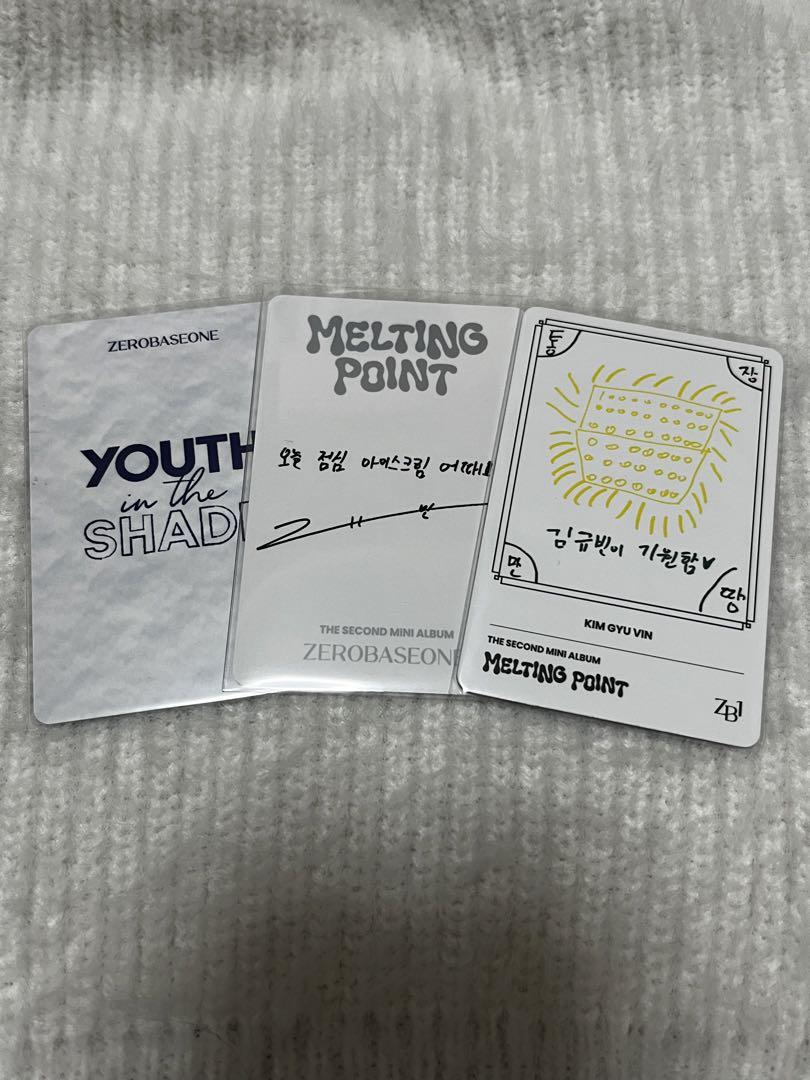 ZEROBASEONE
YOUTH
in the
SHAD
MELTING
POINT
오늘 점심 아이스크림 어때
빈
THE SECOND MINI ALBUM
ZEROBASEONE
통
장
김규빈이 기원함♥
만
땅
KIM GYU VIN
THE SECOND MINI ALBUM
MELTING POINT
ZB1